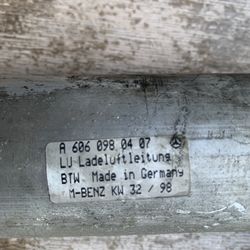 A 606 098 04 07
LU-Ladeluftleitung
BTW. Made in Germany
M-BENZ KW 32 / 98